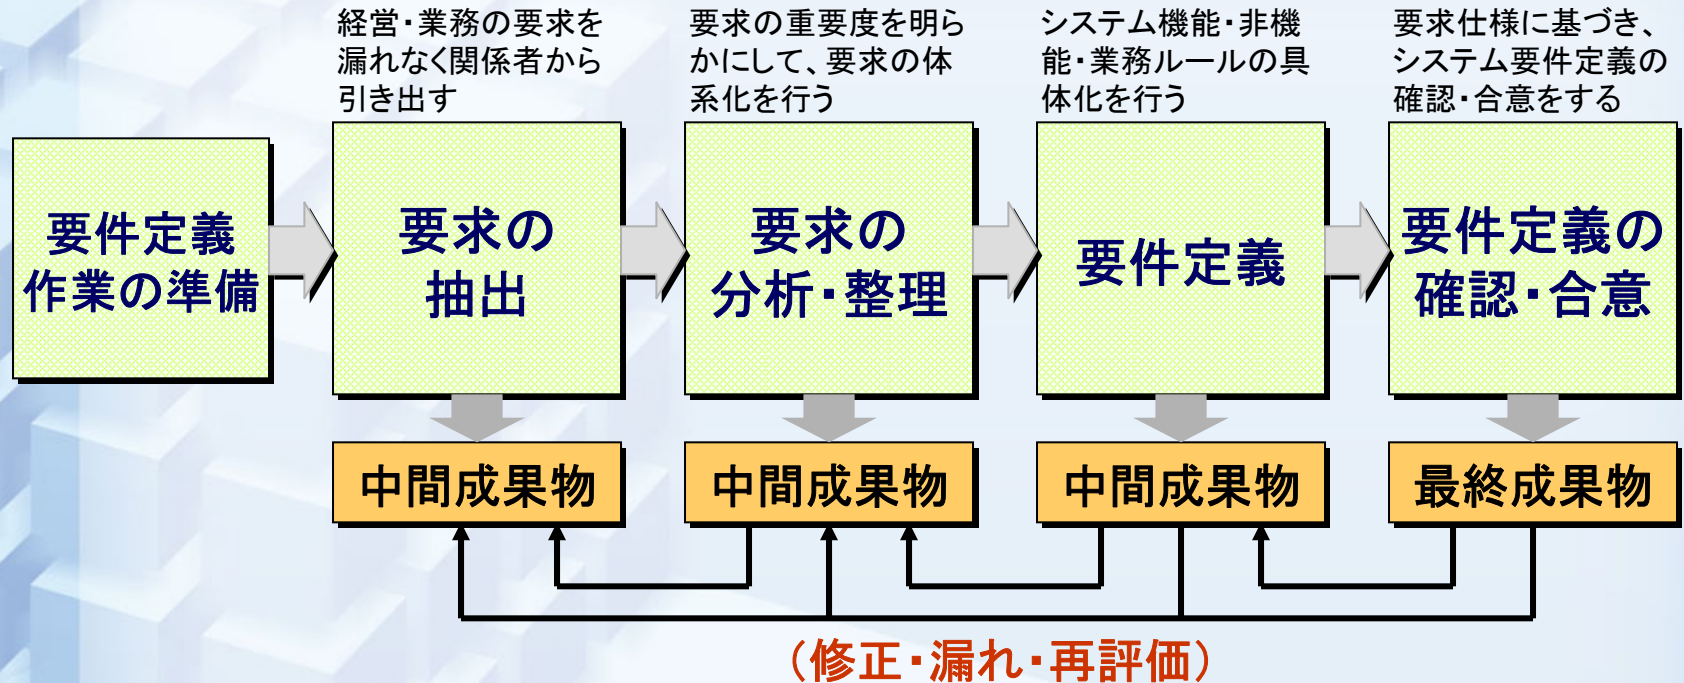 経営・業務の要求を
漏れなく関係者から
引き出す
要求の重要度を明ら
かにして、要求の体
系化を行う
システム機能・非機
能・業務ルールの具
体化を行う
要求仕様に基づき、
システム要件定義の
確認・合意をする
要件定義
作業の準備
要求の
抽出
要求の
分析・整理
要件定義
要件定義の
確認・合意
中間成果物
中間成果物
中間成果物
最終成果物
（修正・漏れ・再評価）